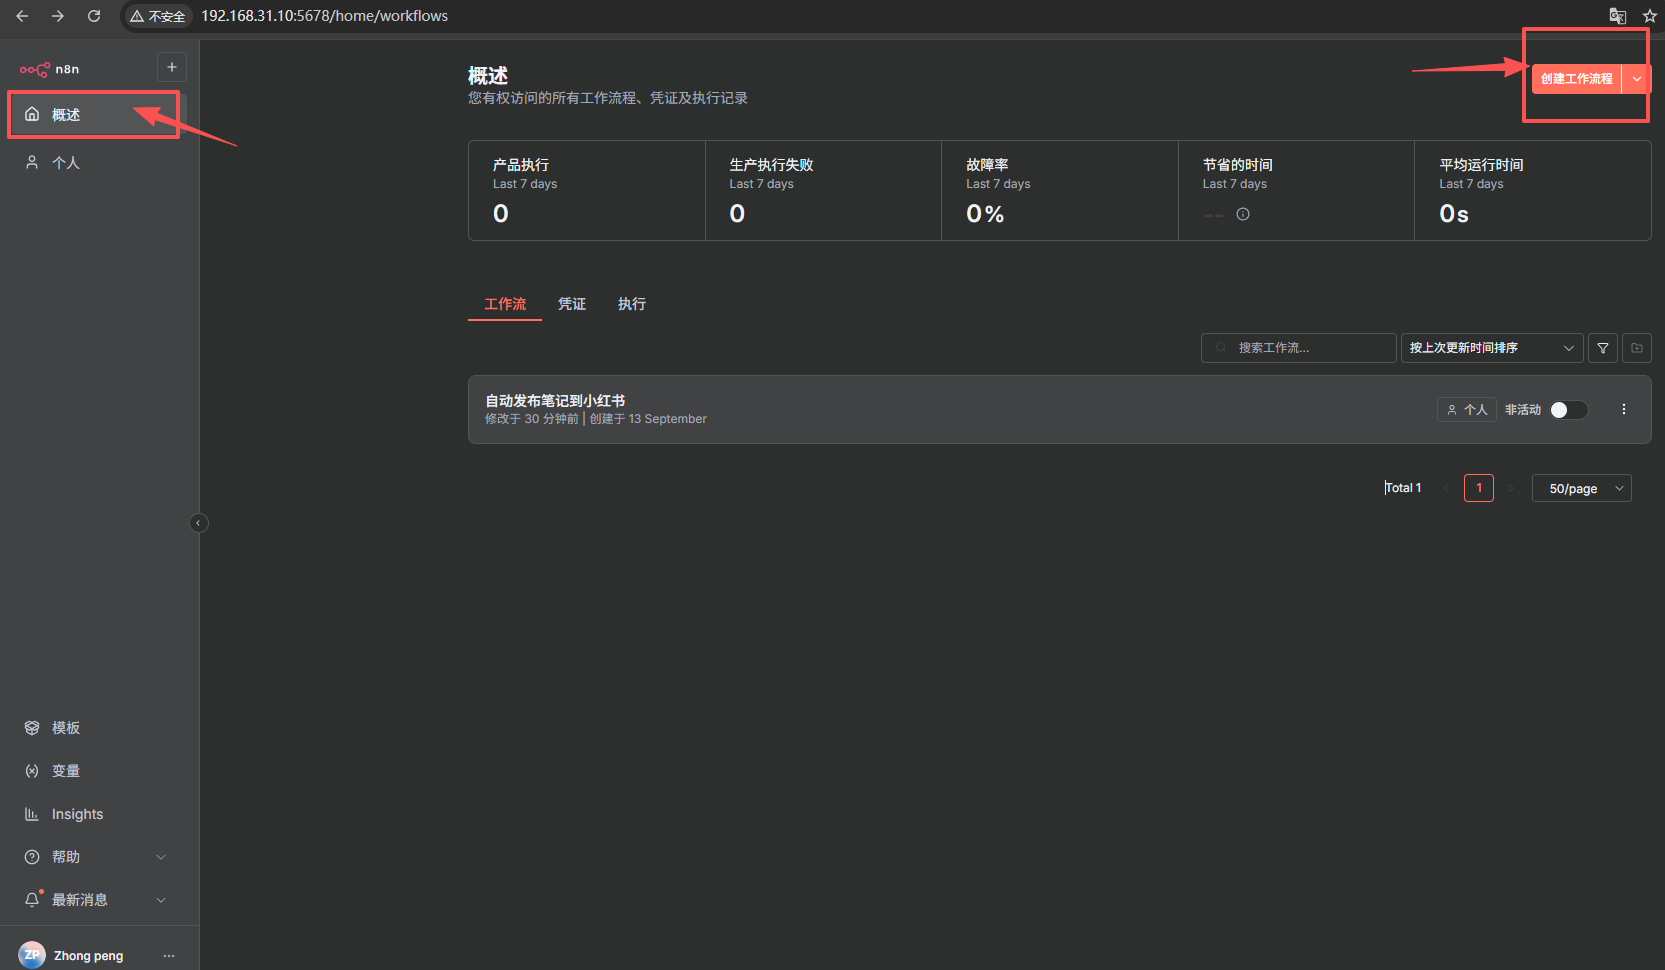 不安全
192.168.31.10:5678/home/workflows
n8n
概述
个人
概述
您有权访问的所有工作流程、凭证及执行记录
创建工作流程
产品执行
Last 7 days
0
生产执行失败
Last 7 days
0
故障率
Last 7 days
0%
节省的时间
Last 7 days
--
平均运行时间
Last 7 days
0s
工作流 凭证 执行
搜索工作流...
按上次更新时间排序
自动发布笔记到小红书
修改于 30 分钟前 | 创建于 13 September
个人
非活动
Total 1
1
50/page
模板
变量
Insights
帮助
最新消息
ZP
Zhong peng